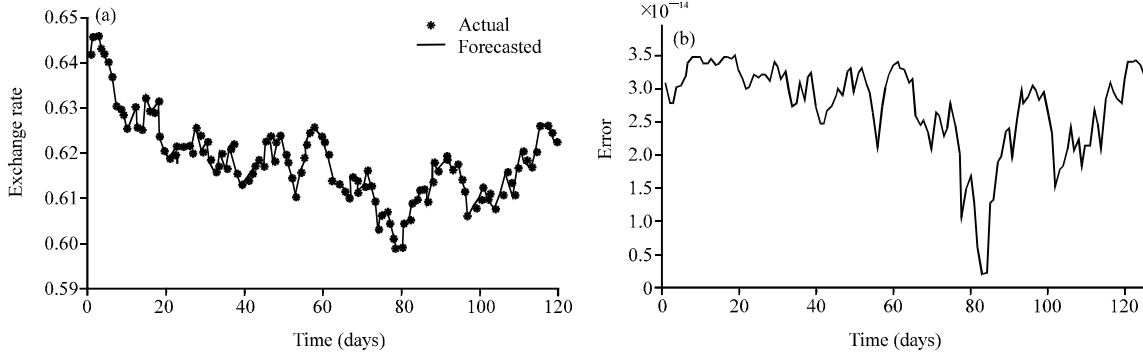 (a)
Actual
Forecasted
Exchange rate
0.65
0.64
0.63
0.62
0.61
0.60
0.59
0 20 40 60 80 100 120
Time (days)
×10⁻¹⁴
(b)
Error
3.5
3.0
2.5
2.0
1.5
1.0
0.5
0
0 20 40 60 80 100 120
Time (days)